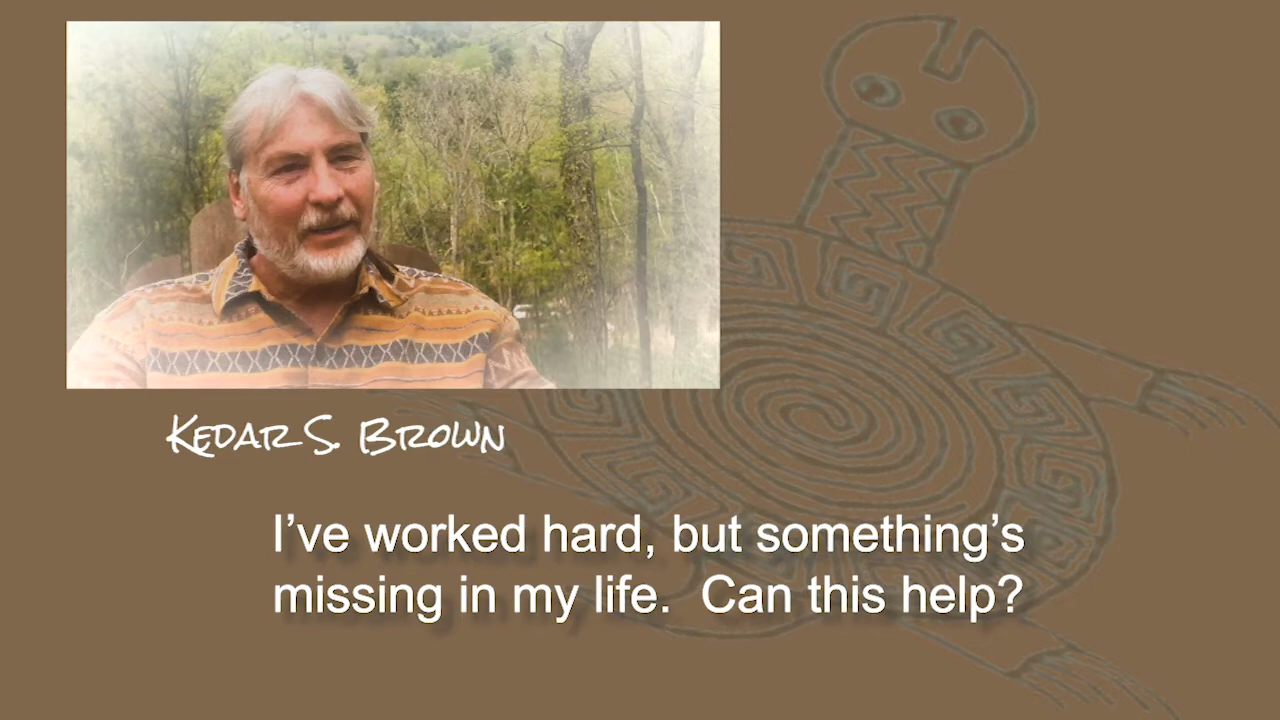 Kedar S. Brown
I’ve worked hard, but something’s
missing in my life.  Can this help?